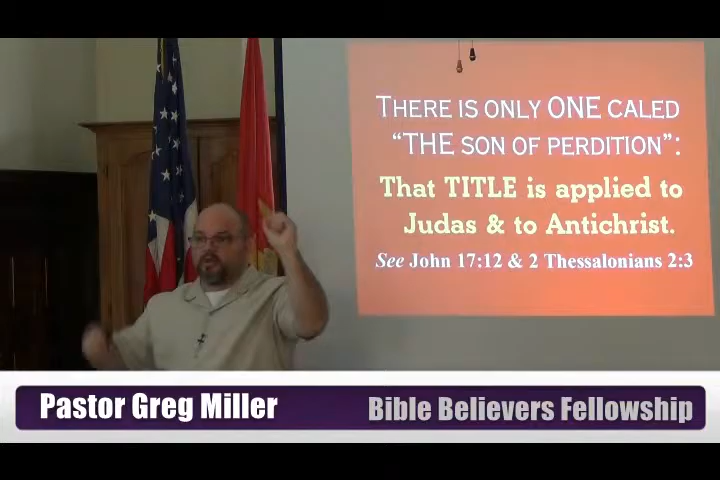 THERE IS ONLY ONE CALED
"THE SON OF PERDITION":
That TITLE is applied to
Judas & to Antichrist.
See John 17:12 & 2 Thessalonians 2:3
Pastor Greg Miller
Bible Believers Fellowship